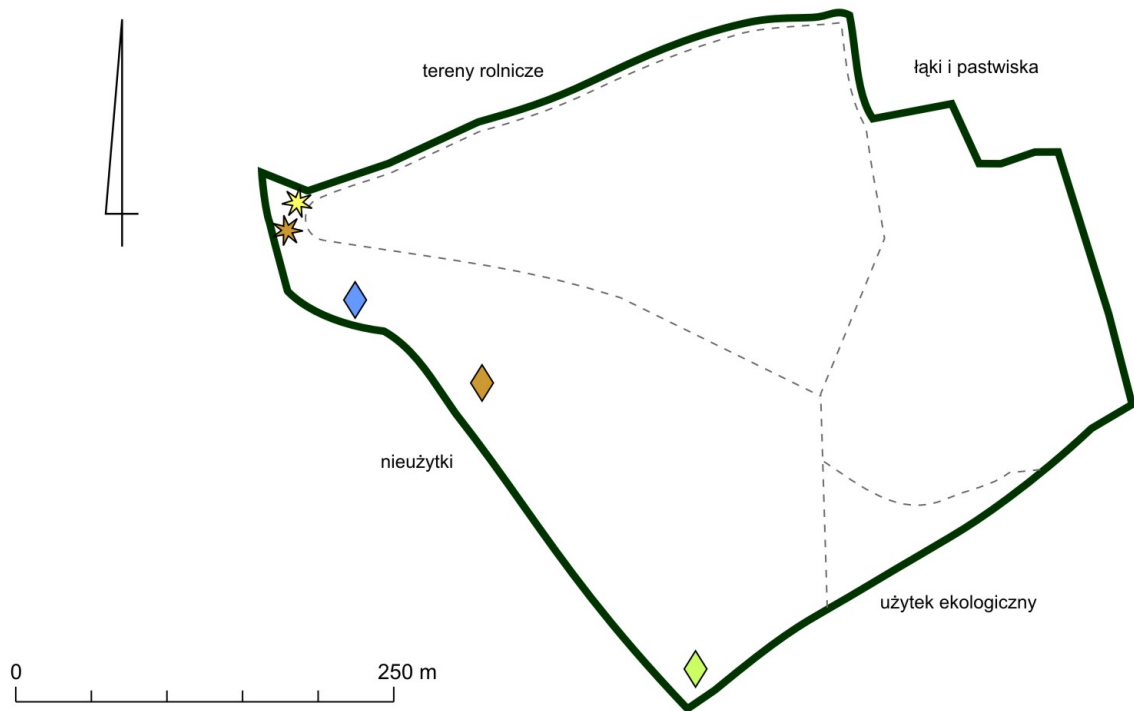 tereny rolnicze
łąki i pastwiska
nieużytki
użytek ekologiczny
0
250 m